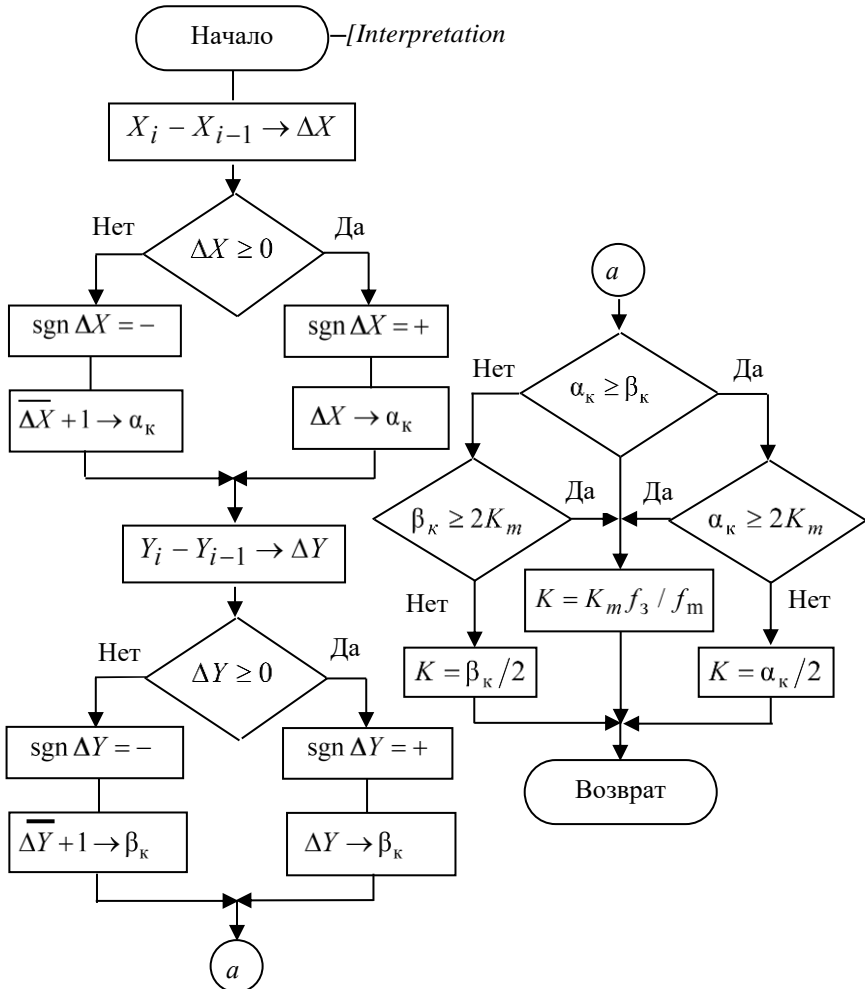 Начало
–[Interpretation
X_i − X_{i−1} → ΔX
Нет
Да
ΔX ≥ 0
sgn ΔX = −
sgn ΔX = +
\overline{ΔX} + 1 → α_к
ΔX → α_к
Y_i − Y_{i−1} → ΔY
Нет
Да
ΔY ≥ 0
sgn ΔY = −
sgn ΔY = +
\overline{ΔY} + 1 → β_к
ΔY → β_к
a
a
Нет
Да
α_к ≥ β_к
Да
Да
β_к ≥ 2K_m
α_к ≥ 2K_m
Нет
K = K_m f_з / f_m
Нет
K = β_к/2
K = α_к/2
Возврат